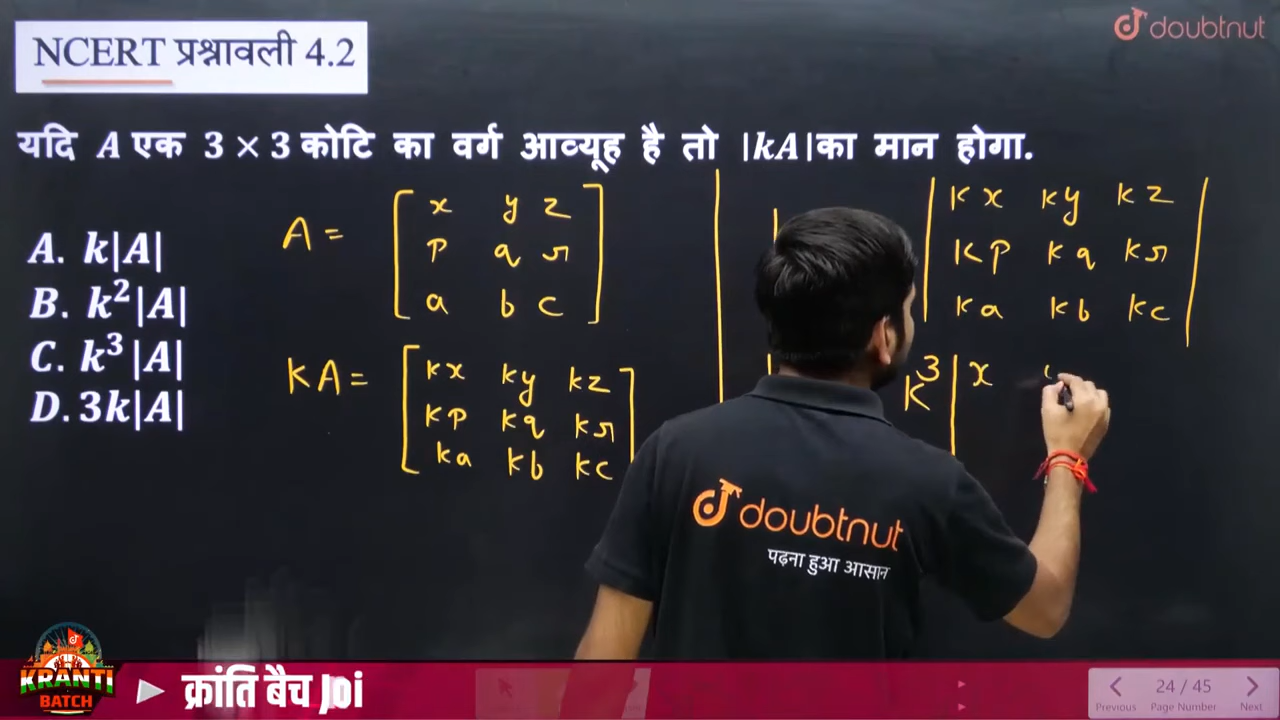 NCERT प्रश्नावली 4.2
doubtnut
यदि A एक 3 × 3 कोटि का वर्ग आव्यूह है तो |kA|का मान होगा.
A. k|A|
B. k²|A|
C. k³|A|
D. 3k|A|
A =
x y z
p q r
a b c
KA =
kx ky kz
kp kq kr
ka kb kc
kx ky kz
kp kq kr
ka kb kc
K³ | x
doubtnut
पढ़ना हुआ आसान
KRANTI
BATCH
क्रांति बैच Joi
24 / 45
Previous Page Number Next